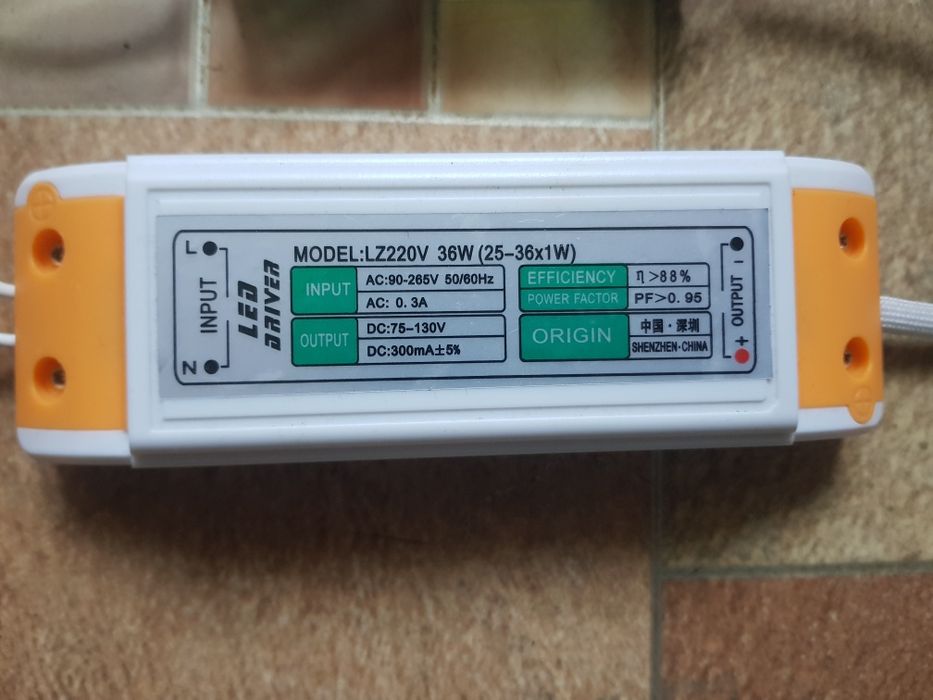 L
INPUT
N
LED
DRIVER
MODEL:LZ220V 36W (25-36x1W)
INPUT
AC:90-265V 50/60Hz
AC: 0.3A
OUTPUT
DC:75-130V
DC:300mA±5%
EFFICIENCY
η>88%
POWER FACTOR
PF>0.95
ORIGIN
中国·深圳
SHENZHEN·CHINA
−
OUTPUT
+